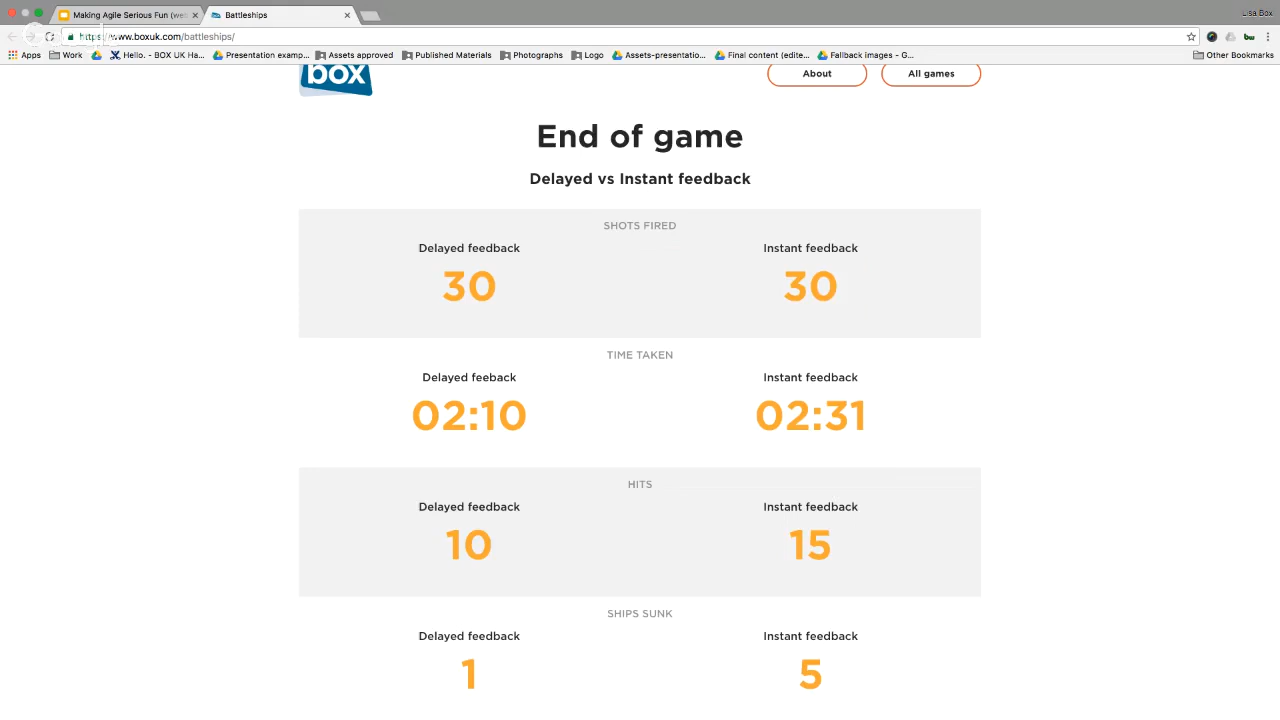 Making Agile Serious Fun (we
Battleships
Lisa Box
https://www.boxuk.com/battleships/
Apps Work Hello. - BOX UK Ha... Presentation examp... Assets approved Published Materials Photographs Logo Assets-presentatio... Final content (edite... Fallback images - G... Other Bookmarks
box About All games
End of game
Delayed vs Instant feedback
SHOTS FIRED
Delayed feedback Instant feedback
30 30
TIME TAKEN
Delayed feeback Instant feedback
02:10 02:31
HITS
Delayed feedback Instant feedback
10 15
SHIPS SUNK
Delayed feedback Instant feedback
1 5